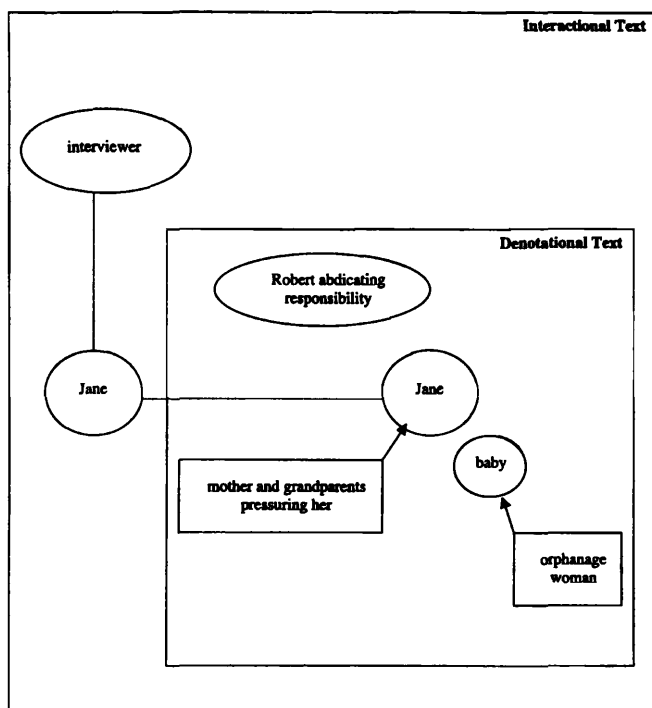 Interactional Text
interviewer
Denotational Text
Robert abdicating
responsibility
Jane
Jane
baby
mother and grandparents
pressuring her
orphanage
woman